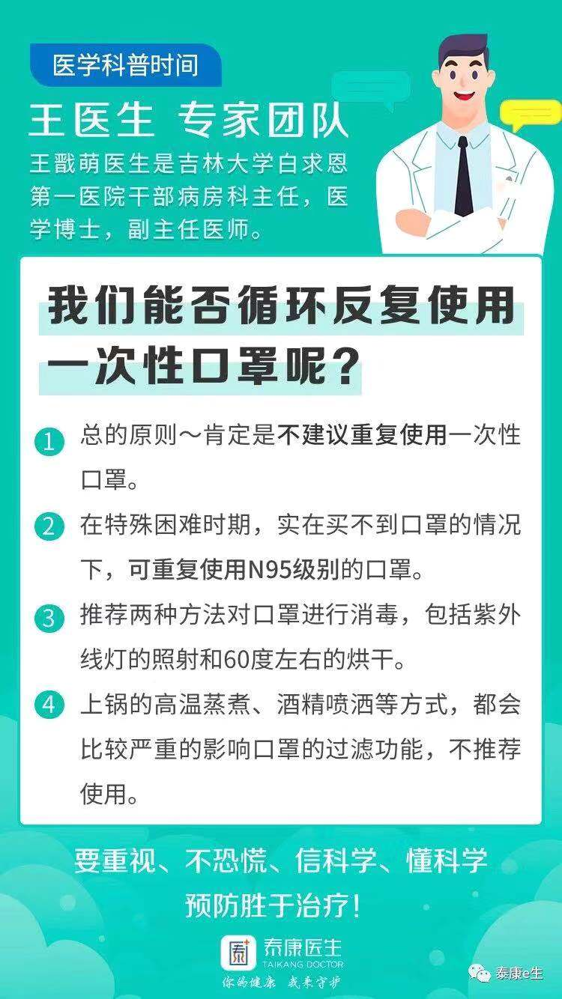 医学科普时间
王医生 专家团队
王戬萌医生是吉林大学白求恩
第一医院干部病房科主任，医
学博士，副主任医师。
我们能否循环反复使用
一次性口罩呢？
1 总的原则～肯定是不建议重复使用一次性
口罩。
2 在特殊困难时期，实在买不到口罩的情况
下，可重复使用N95级别的口罩。
3 推荐两种方法对口罩进行消毒，包括紫外
线灯的照射和60度左右的烘干。
4 上锅的高温蒸煮、酒精喷洒等方式，都会
比较严重的影响口罩的过滤功能，不推荐
使用。
要重视、不恐慌、信科学、懂科学
预防胜于治疗！
泰 泰康医生
TAIKANG DOCTOR
你的健康 我来守护
泰康e生